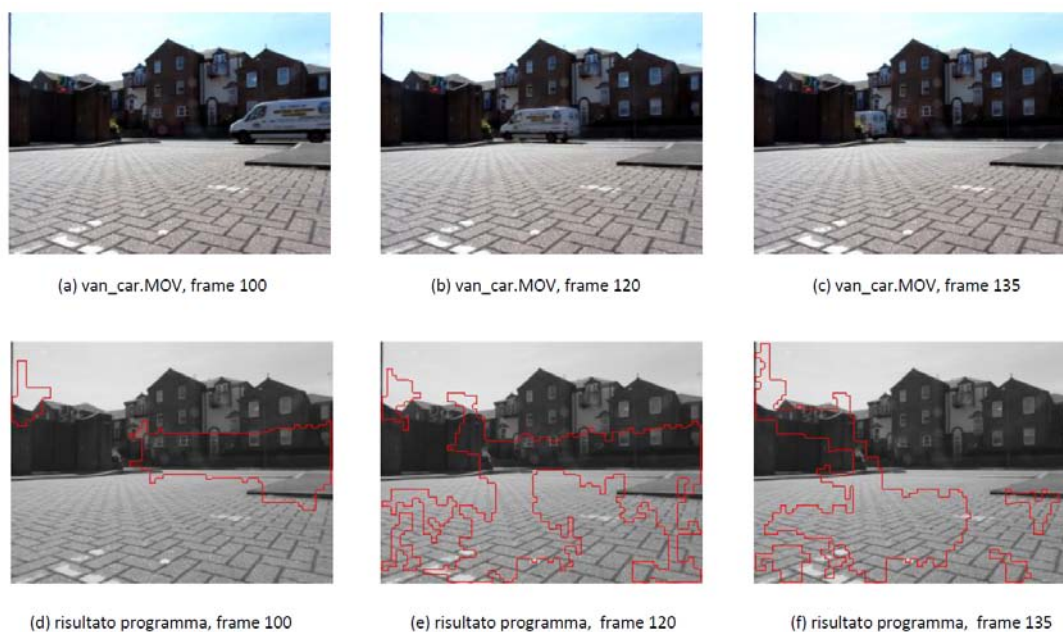 (a) van_car.MOV, frame 100
(b) van_car.MOV, frame 120
(c) van_car.MOV, frame 135
(d) risultato programma, frame 100
(e) risultato programma, frame 120
(f) risultato programma, frame 135